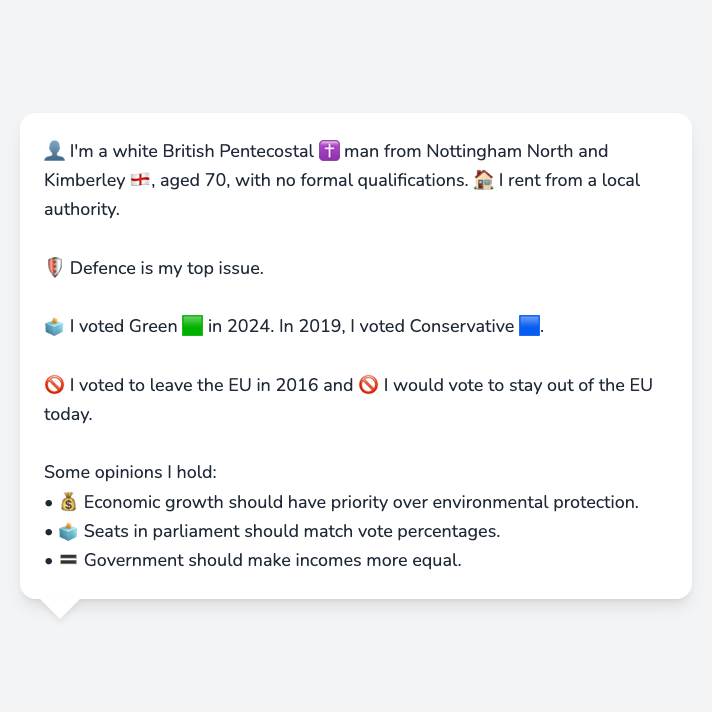 👤 I'm a white British Pentecostal ✝️ man from Nottingham North and
Kimberley 🏴󠁧󠁢󠁥󠁮󠁧󠁿, aged 70, with no formal qualifications. 🏠 I rent from a local
authority.
🛡️ Defence is my top issue.
🗳️ I voted Green 🟩 in 2024. In 2019, I voted Conservative 🟦.
🚫 I voted to leave the EU in 2016 and 🚫 I would vote to stay out of the EU
today.
Some opinions I hold:
• 💰 Economic growth should have priority over environmental protection.
• 🗳️ Seats in parliament should match vote percentages.
• 🟰 Government should make incomes more equal.